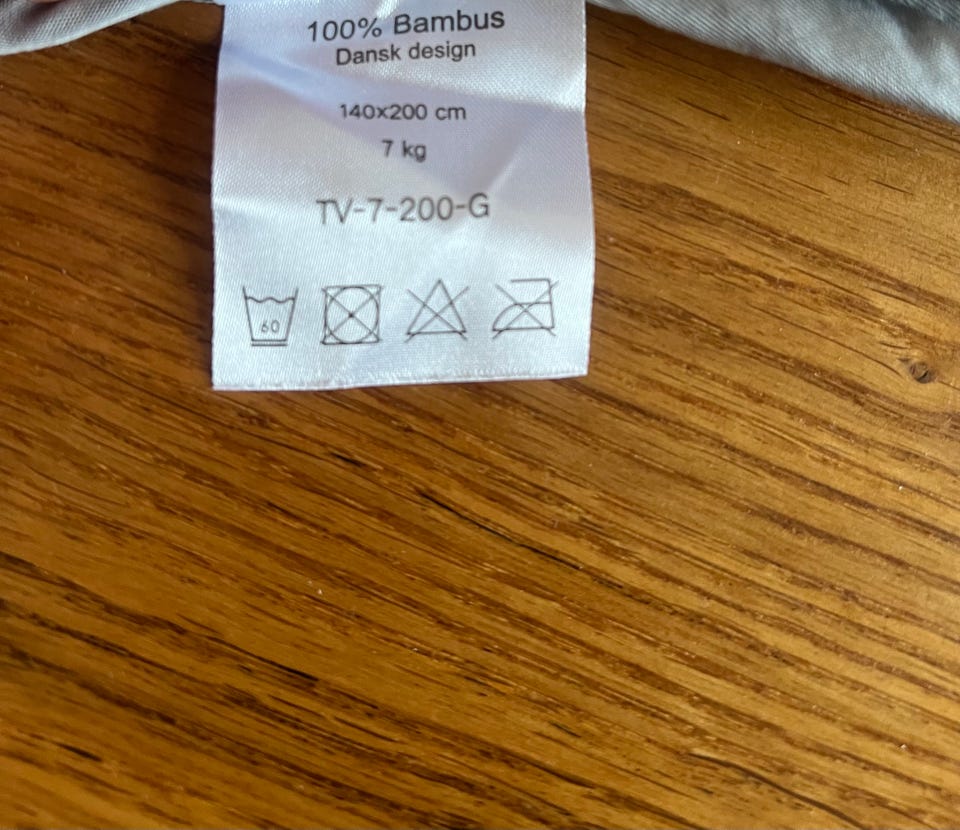 100% Bambus
Dansk design
140x200 cm
7 kg
TV-7-200-G
60